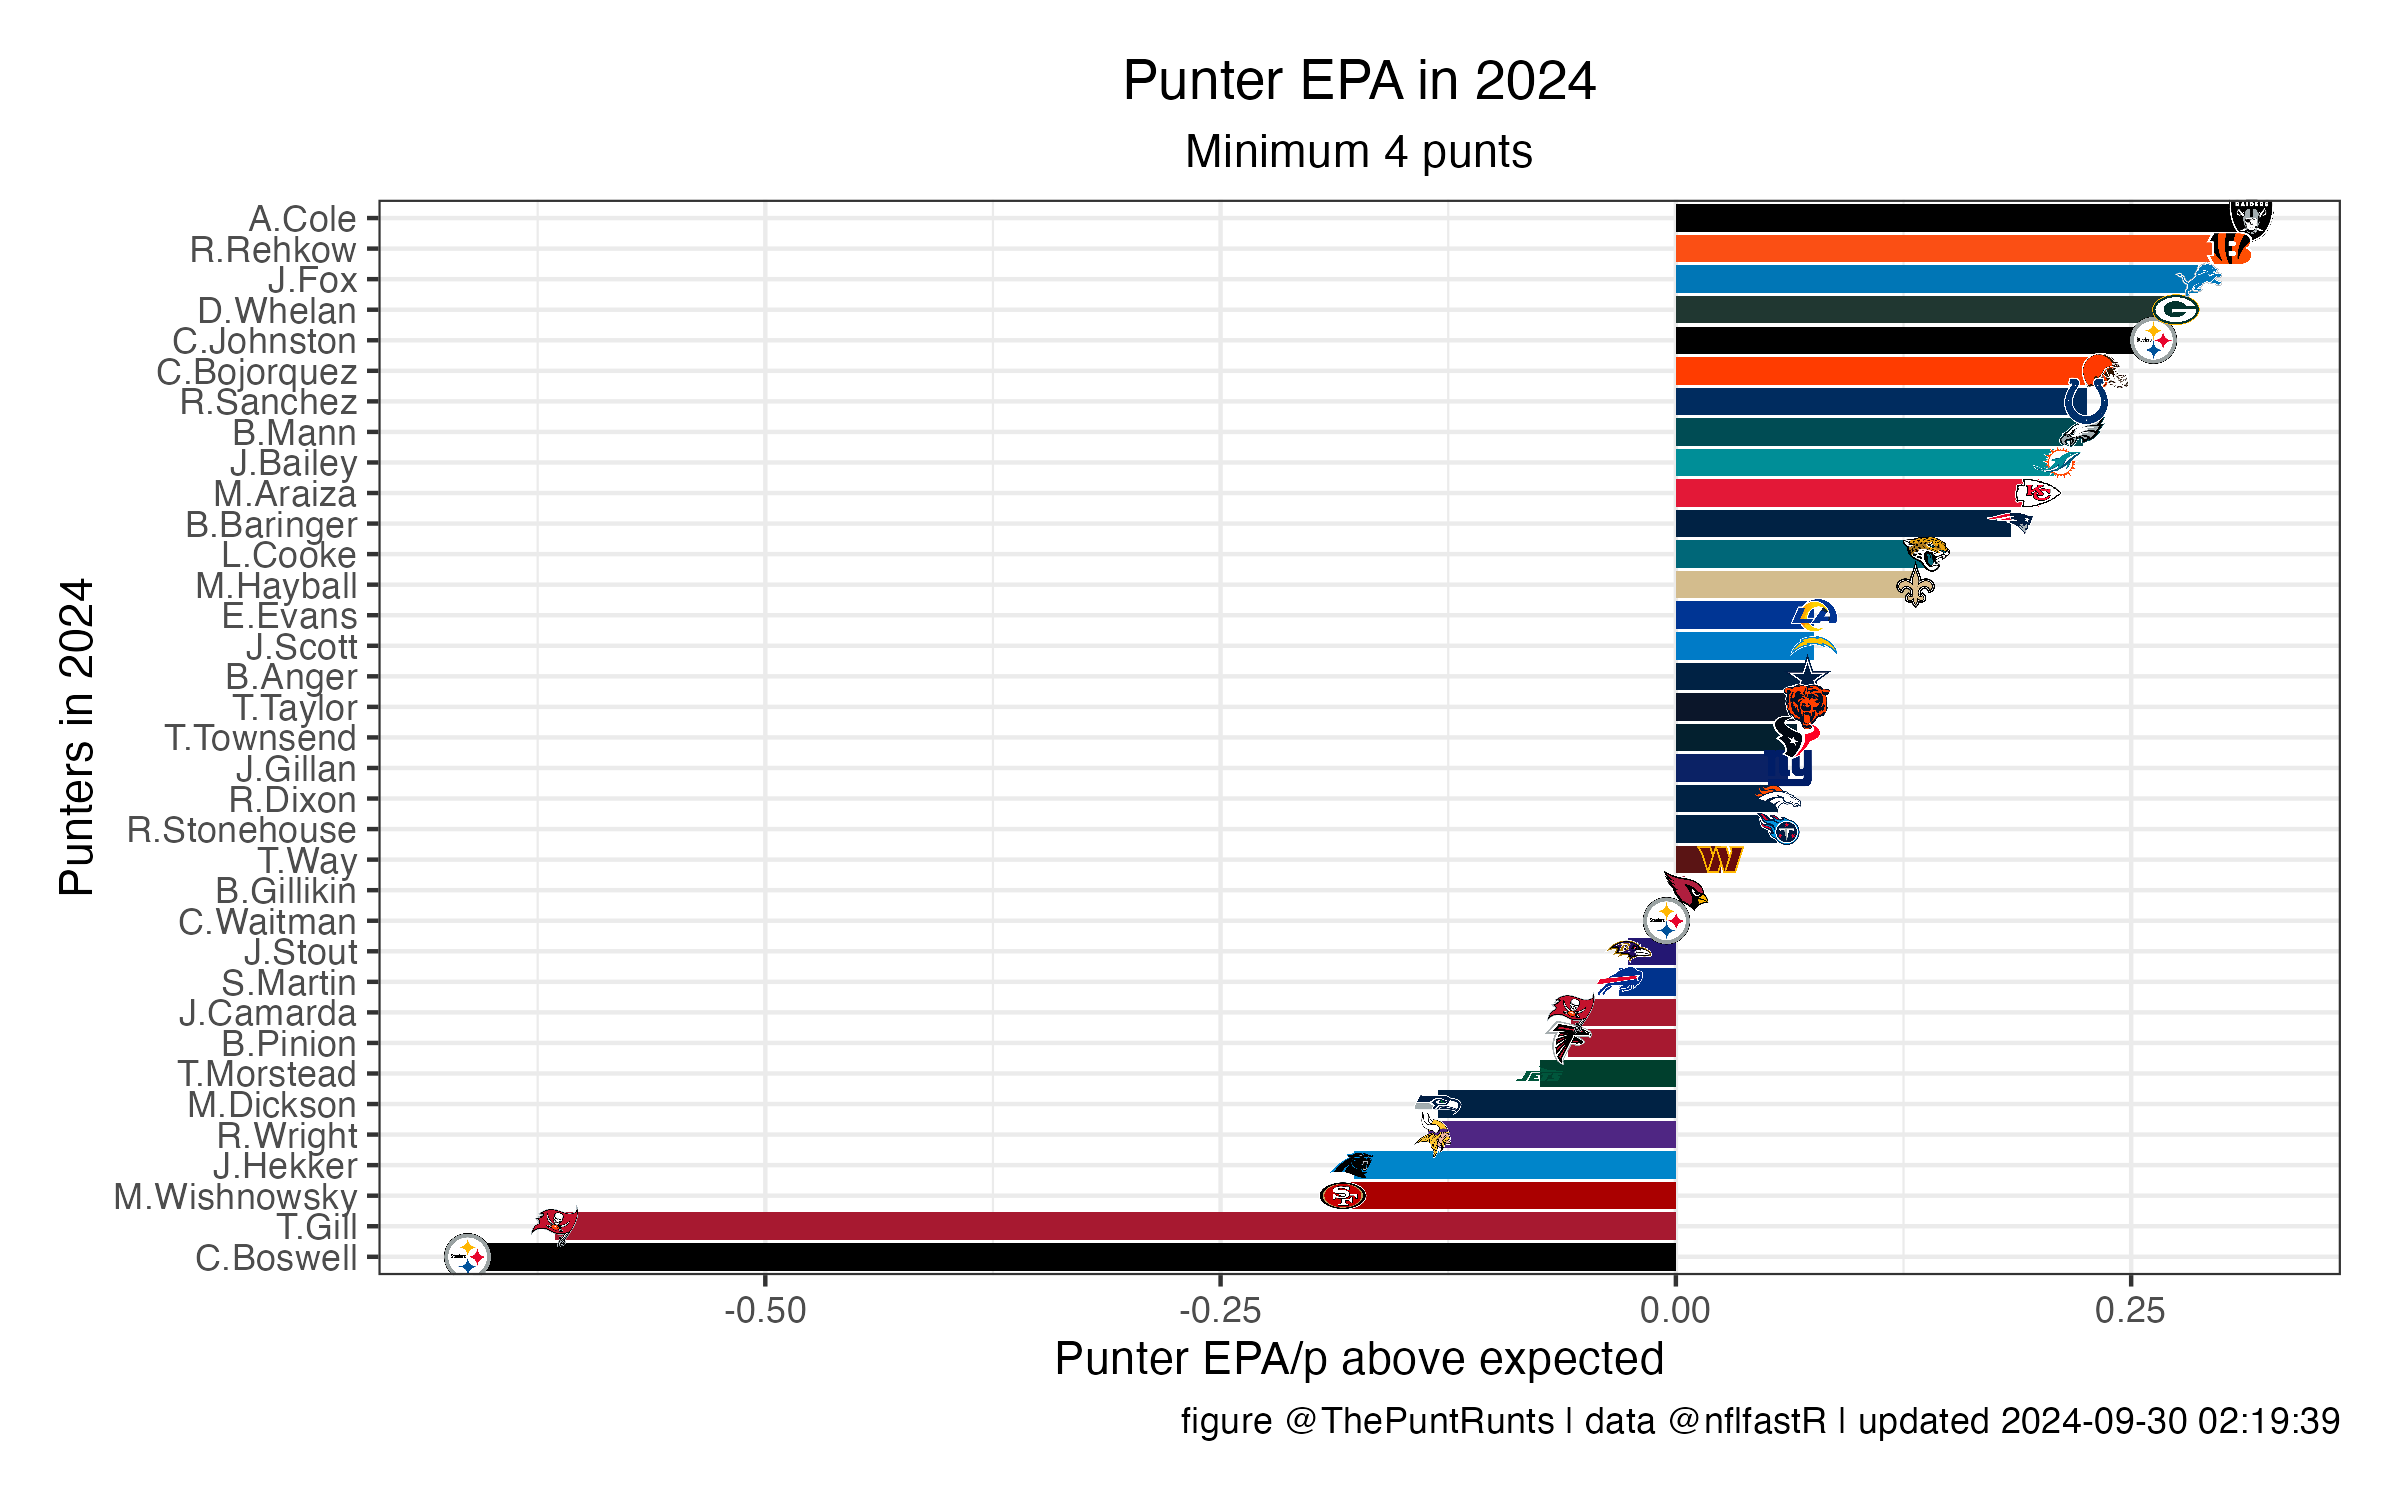 Punter EPA in 2024
Minimum 4 punts
Punters in 2024
A.Cole
R.Rehkow
J.Fox
D.Whelan
C.Johnston
C.Bojorquez
R.Sanchez
B.Mann
J.Bailey
M.Araiza
B.Baringer
L.Cooke
M.Hayball
E.Evans
J.Scott
B.Anger
T.Taylor
T.Townsend
J.Gillan
R.Dixon
R.Stonehouse
T.Way
B.Gillikin
C.Waitman
J.Stout
S.Martin
J.Camarda
B.Pinion
T.Morstead
M.Dickson
R.Wright
J.Hekker
M.Wishnowsky
T.Gill
C.Boswell
-0.50 -0.25 0.00 0.25
Punter EPA/p above expected
figure @ThePuntRunts | data @nflfastR | updated 2024-09-30 02:19:39